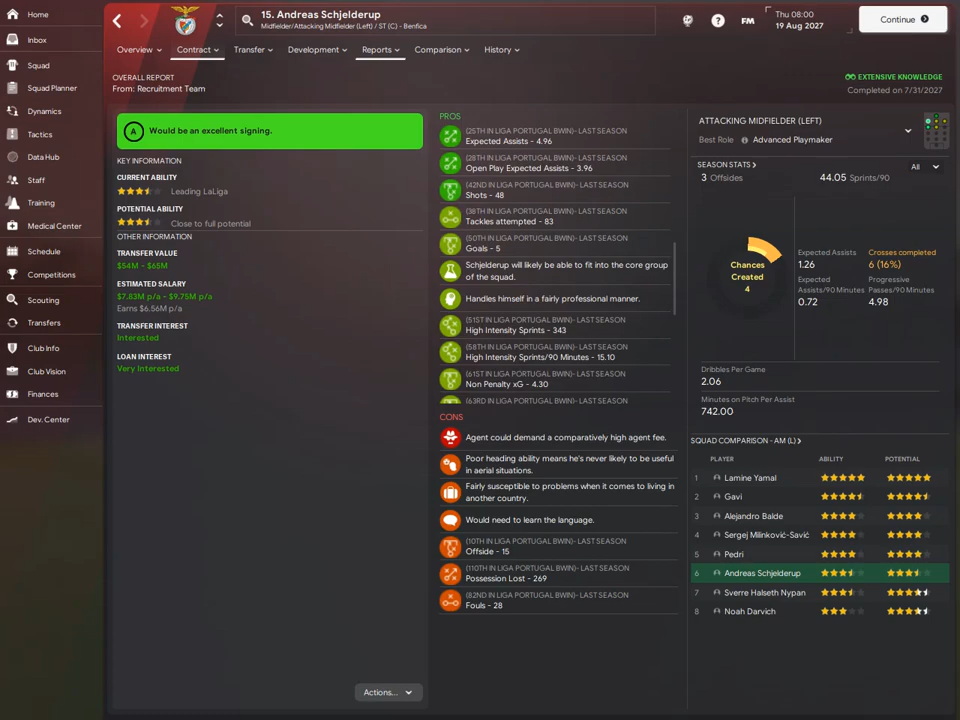 15. Andreas Schjelderup
Midfielder/Attacking Midfielder (Left) / ST (C) - Benfica
?
FM
Thu 08:00
19 Aug 2027
Continue
Home
Inbox
Squad
Squad Planner
Dynamics
Tactics
Data Hub
Staff
Training
Medical Center
Schedule
Competitions
Scouting
Transfers
Club Info
Club Vision
Finances
Dev. Center
Overview
Contract
Transfer
Development
Reports
Comparison
History
OVERALL REPORT
From: Recruitment Team
EXTENSIVE KNOWLEDGE
Completed on 7/31/2027
A
Would be an excellent signing.
KEY INFORMATION
CURRENT ABILITY
Leading LaLiga
POTENTIAL ABILITY
Close to full potential
OTHER INFORMATION
TRANSFER VALUE
$54M - $65M
ESTIMATED SALARY
$7.83M p/a - $9.75M p/a
Earns $6.56M p/a
TRANSFER INTEREST
Interested
LOAN INTEREST
Very Interested
Actions...
PROS
(25TH IN LIGA PORTUGAL BWIN) - LAST SEASON
Expected Assists - 4.96
(28TH IN LIGA PORTUGAL BWIN) - LAST SEASON
Open Play Expected Assists - 3.96
(42ND IN LIGA PORTUGAL BWIN) - LAST SEASON
Shots - 48
(38TH IN LIGA PORTUGAL BWIN) - LAST SEASON
Tackles attempted - 83
(50TH IN LIGA PORTUGAL BWIN) - LAST SEASON
Goals - 5
Schjelderup will likely be able to fit into the core group
of the squad.
Handles himself in a fairly professional manner.
(51ST IN LIGA PORTUGAL BWIN) - LAST SEASON
High Intensity Sprints - 343
(58TH IN LIGA PORTUGAL BWIN) - LAST SEASON
High Intensity Sprints/90 Minutes - 15.10
(61ST IN LIGA PORTUGAL BWIN) - LAST SEASON
Non Penalty xG - 4.30
(63RD IN LIGA PORTUGAL BWIN) - LAST SEASON
CONS
Agent could demand a comparatively high agent fee.
Poor heading ability means he's never likely to be useful
in aerial situations.
Fairly susceptible to problems when it comes to living in
another country.
Would need to learn the language.
(10TH IN LIGA PORTUGAL BWIN) - LAST SEASON
Offside - 15
(110TH IN LIGA PORTUGAL BWIN) - LAST SEASON
Possession Lost - 269
(82ND IN LIGA PORTUGAL BWIN) - LAST SEASON
Fouls - 28
ATTACKING MIDFIELDER (LEFT)
Best Role Advanced Playmaker
SEASON STATS
All
3 Offsides
44.05 Sprints/90
Chances
Created
4
Expected Assists
1.26
Crosses completed
6 (16%)
Expected
Assists/90 Minutes
0.72
Progressive
Passes/90 Minutes
4.98
Dribbles Per Game
2.06
Minutes on Pitch Per Assist
742.00
SQUAD COMPARISON - AM (L)
PLAYER ABILITY POTENTIAL
1 Lamine Yamal
2 Gavi
3 Alejandro Balde
4 Sergej Milinković-Savić
5 Pedri
6 Andreas Schjelderup
7 Sverre Halseth Nypan
8 Noah Darvich